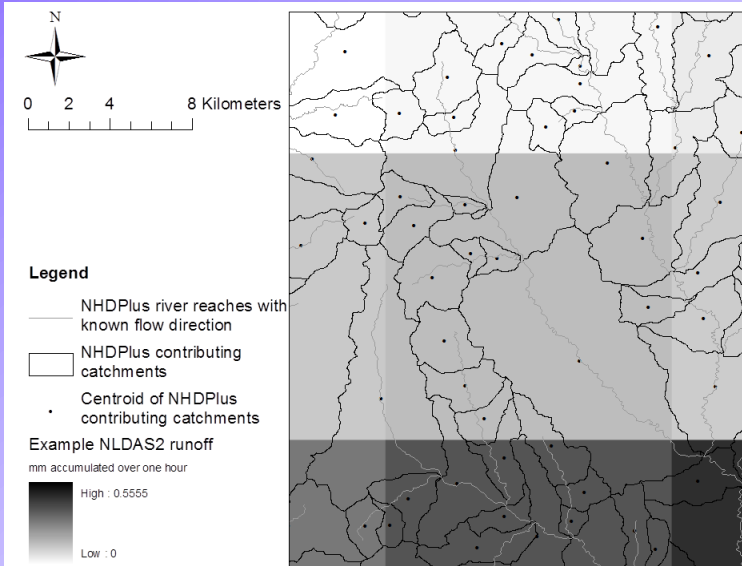 N
0 2 4 8 Kilometers
Legend
NHDPlus river reaches with
known flow direction
NHDPlus contributing
catchments
Centroid of NHDPlus
contributing catchments
Example NLDAS2 runoff
mm accumulated over one hour
High : 0.5555
Low : 0